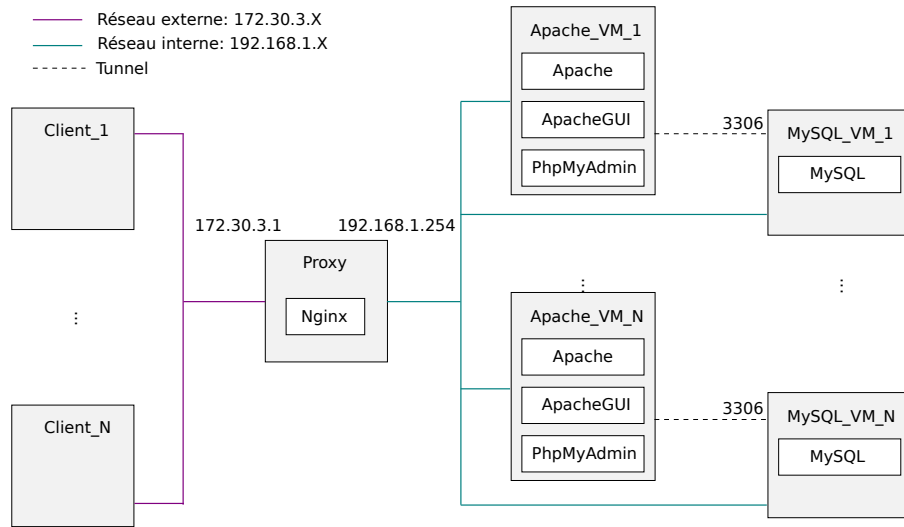 Réseau externe: 172.30.3.X
Réseau interne: 192.168.1.X
Tunnel
Client_1
172.30.3.1
192.168.1.254
Proxy
Nginx
...
Client_N
Apache_VM_1
Apache
ApacheGUI
PhpMyAdmin
3306
MySQL_VM_1
MySQL
...
...
Apache_VM_N
Apache
ApacheGUI
PhpMyAdmin
3306
MySQL_VM_N
MySQL